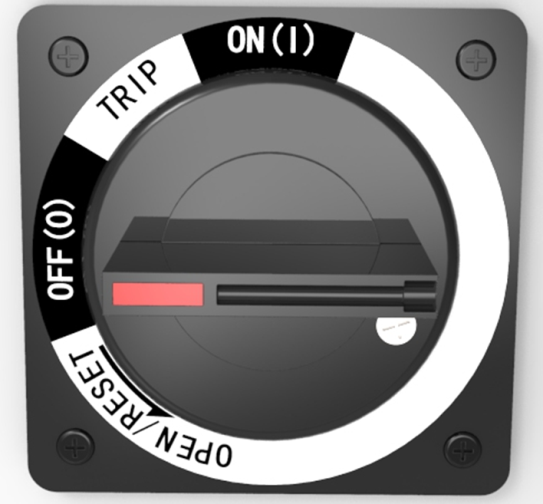 ON(I)
TRIP
OFF(O)
OPEN/RESET